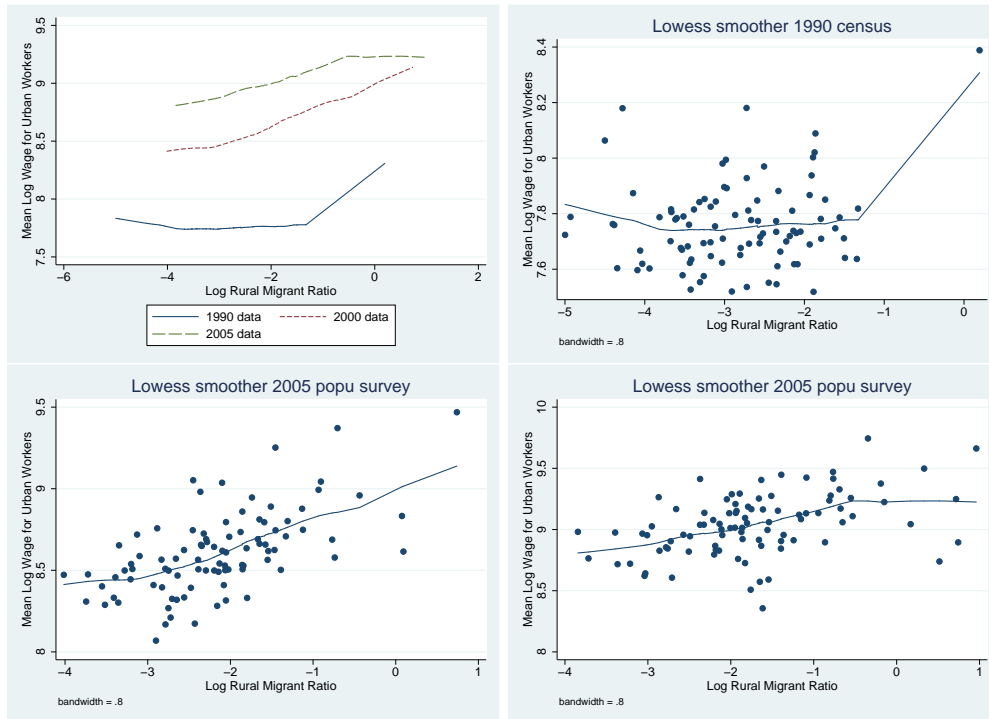 Mean Log Wage for Urban Workers
9.5
9
8.5
8
7.5
−6
−4
−2
0
2
Log Rural Migrant Ratio
1990 data
2000 data
2005 data
Lowess smoother 1990 census
Mean Log Wage for Urban Workers
8.4
8.2
8
7.8
7.6
−5
−4
−3
−2
−1
0
Log Rural Migrant Ratio
bandwidth = .8
Lowess smoother 2005 popu survey
Mean Log Wage for Urban Workers
9.5
9
8.5
8
−4
−3
−2
−1
0
1
Log Rural Migrant Ratio
bandwidth = .8
Lowess smoother 2005 popu survey
Mean Log Wage for Urban Workers
10
9.5
9
8.5
8
−4
−3
−2
−1
0
1
Log Rural Migrant Ratio
bandwidth = .8